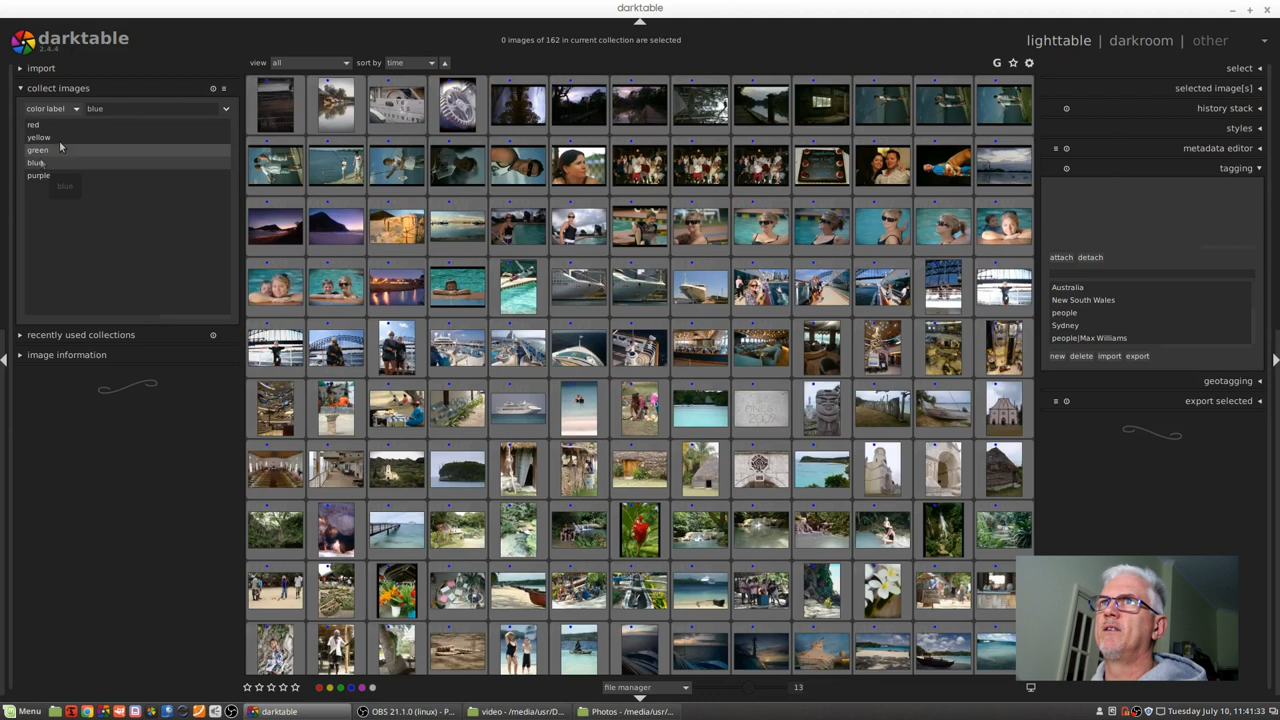 darktable
darktable
2.4.4
0 images of 162 in current collection are selected
lighttable | darkroom | other
import
view all sort by time
G
select
collect images
selected image[s]
color label blue
history stack
red
yellow
green
blue
purple
blue
styles
metadata editor
tagging
attach detach
Australia
New South Wales
people
Sydney
people|Max Williams
new delete import export
recently used collections
image information
geotagging
export selected
file manager 13
Menu
darktable
OBS 21.1.0 (linux) - P...
video - /media/usr/D...
Photos - /media/usr/...
Tuesday July 10, 11:41:33